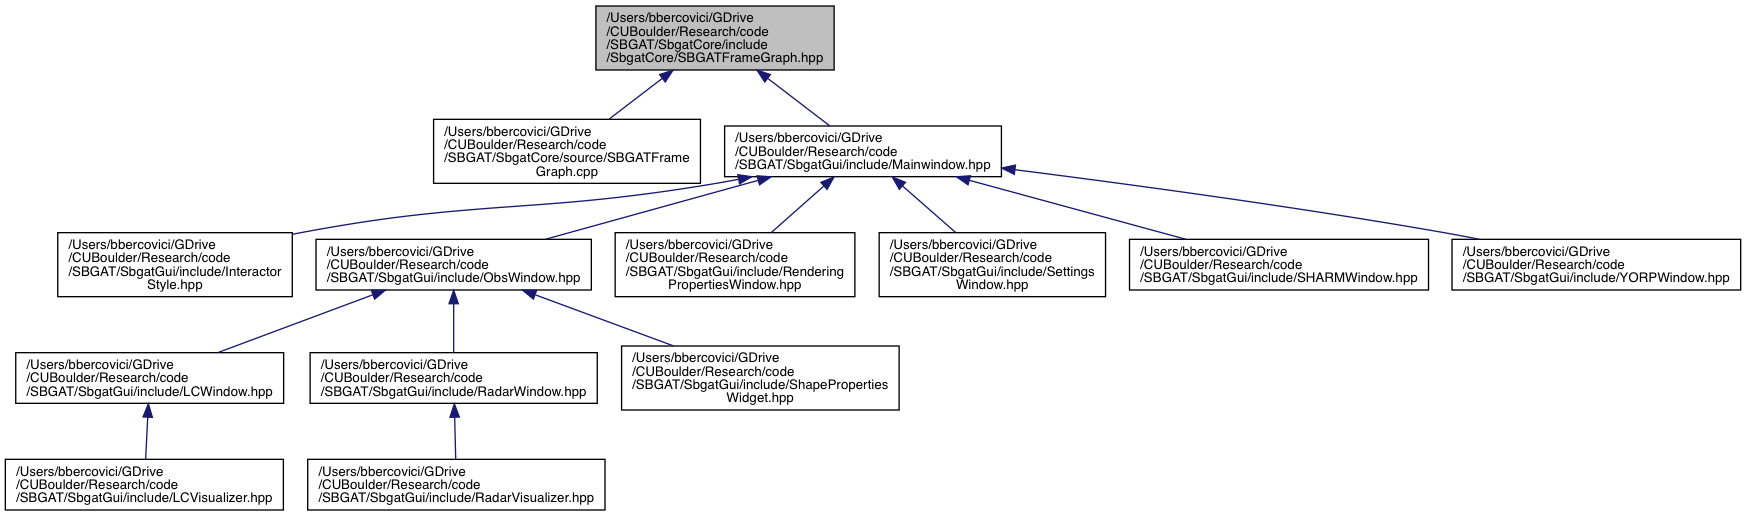 /Users/bbercovici/GDrive
/CUBoulder/Research/code
/SBGAT/SbgatCore/include
/SbgatCore/SBGATFrameGraph.hpp
/Users/bbercovici/GDrive
/CUBoulder/Research/code
/SBGAT/SbgatCore/source/SBGATFrame
Graph.cpp
/Users/bbercovici/GDrive
/CUBoulder/Research/code
/SBGAT/SbgatGui/include/Mainwindow.hpp
/Users/bbercovici/GDrive
/CUBoulder/Research/code
/SBGAT/SbgatGui/include/Interactor
Style.hpp
/Users/bbercovici/GDrive
/CUBoulder/Research/code
/SBGAT/SbgatGui/include/ObsWindow.hpp
/Users/bbercovici/GDrive
/CUBoulder/Research/code
/SBGAT/SbgatGui/include/Rendering
PropertiesWindow.hpp
/Users/bbercovici/GDrive
/CUBoulder/Research/code
/SBGAT/SbgatGui/include/Settings
Window.hpp
/Users/bbercovici/GDrive
/CUBoulder/Research/code
/SBGAT/SbgatGui/include/SHARMWindow.hpp
/Users/bbercovici/GDrive
/CUBoulder/Research/code
/SBGAT/SbgatGui/include/YORPWindow.hpp
/Users/bbercovici/GDrive
/CUBoulder/Research/code
/SBGAT/SbgatGui/include/LCWindow.hpp
/Users/bbercovici/GDrive
/CUBoulder/Research/code
/SBGAT/SbgatGui/include/RadarWindow.hpp
/Users/bbercovici/GDrive
/CUBoulder/Research/code
/SBGAT/SbgatGui/include/ShapeProperties
Widget.hpp
/Users/bbercovici/GDrive
/CUBoulder/Research/code
/SBGAT/SbgatGui/include/LCVisualizer.hpp
/Users/bbercovici/GDrive
/CUBoulder/Research/code
/SBGAT/SbgatGui/include/RadarVisualizer.hpp